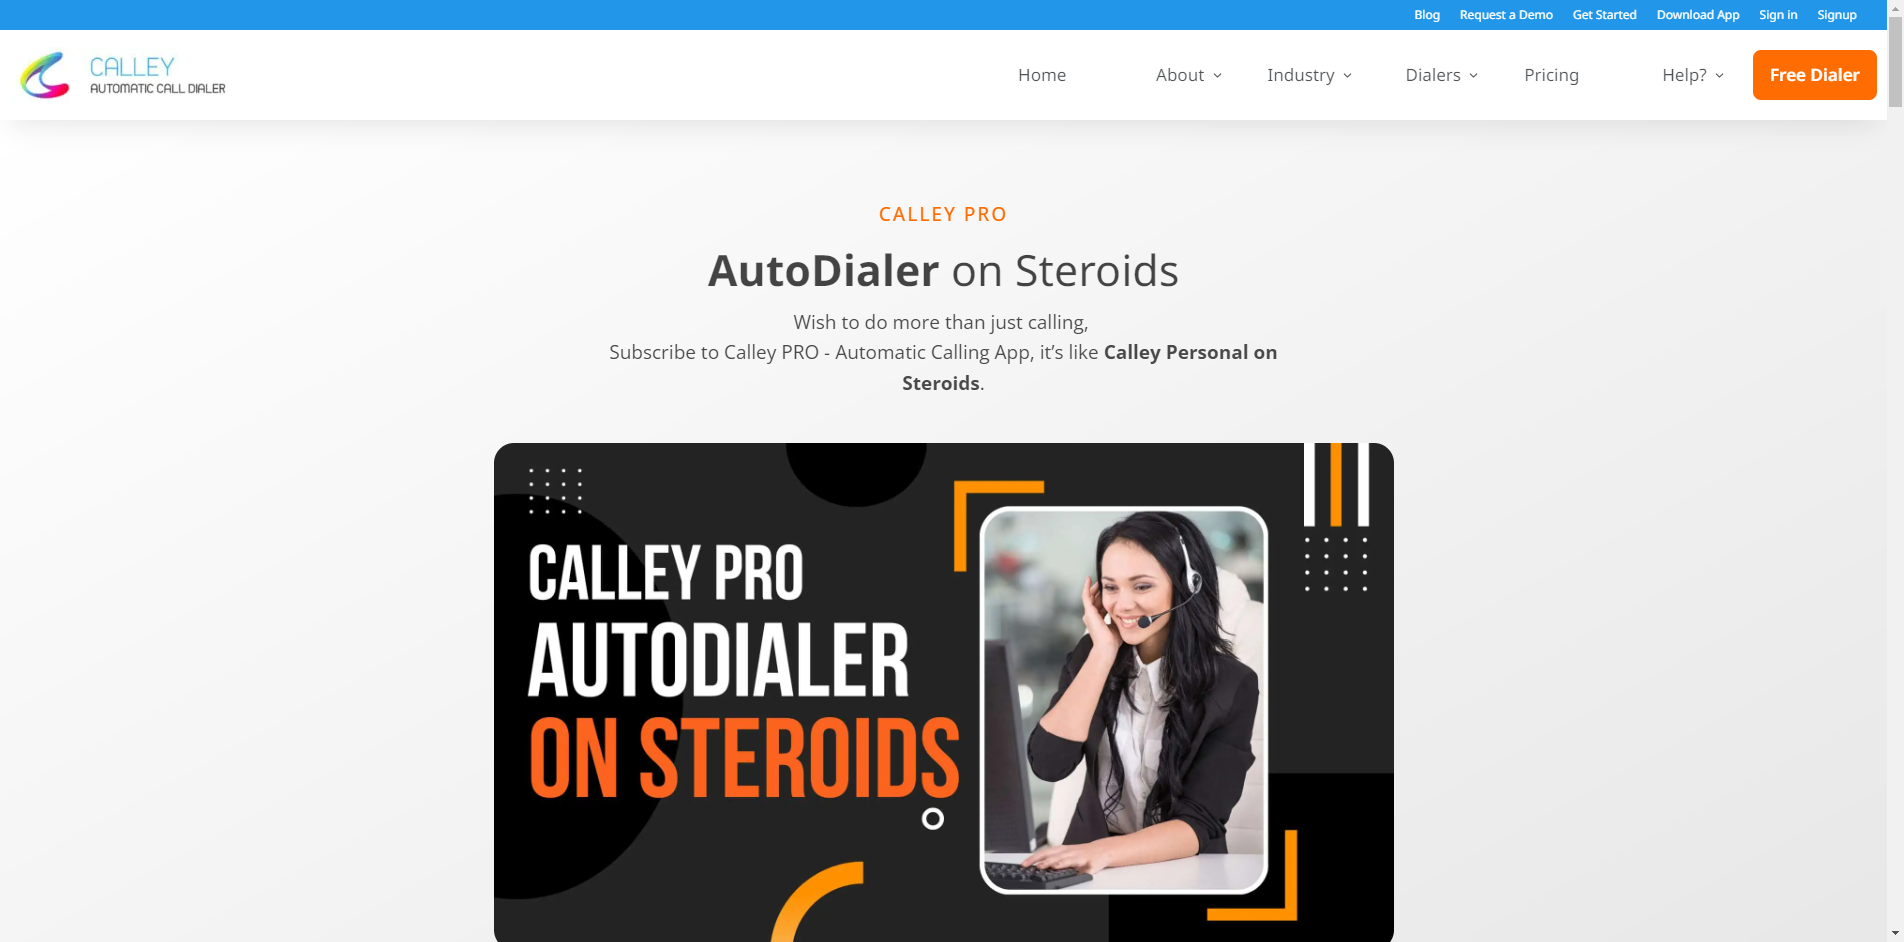 Blog Request a Demo Get Started Download App Sign in Signup
CALLEY
AUTOMATIC CALL DIALER
Home About Industry Dialers Pricing Help? Free Dialer
CALLEY PRO
AutoDialer on Steroids
Wish to do more than just calling,
Subscribe to Calley PRO - Automatic Calling App, it’s like Calley Personal on
Steroids.
CALLEY PRO
AUTODIALER
ON STEROIDS